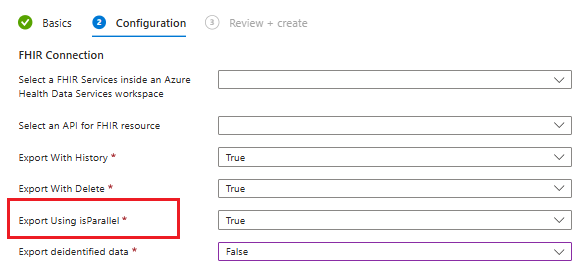 Basics 2 Configuration 3 Review + create
FHIR Connection
Select a FHIR Services inside an Azure
Health Data Services workspace
Select an API for FHIR resource
Export With History * True
Export With Delete * True
Export Using isParallel * True
Export deidentified data * False